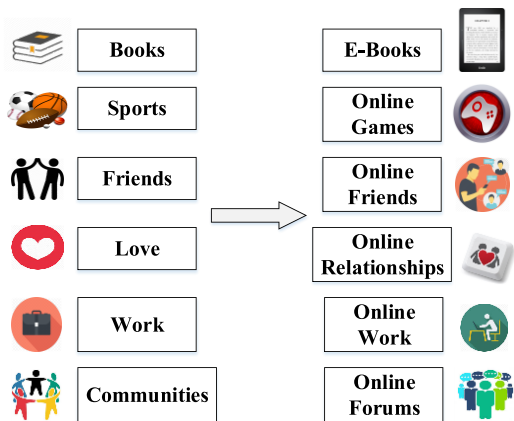 Books
E-Books
Sports
Online
Games
Friends
Online
Friends
Love
Online
Relationships
Work
Online
Work
Communities
Online
Forums